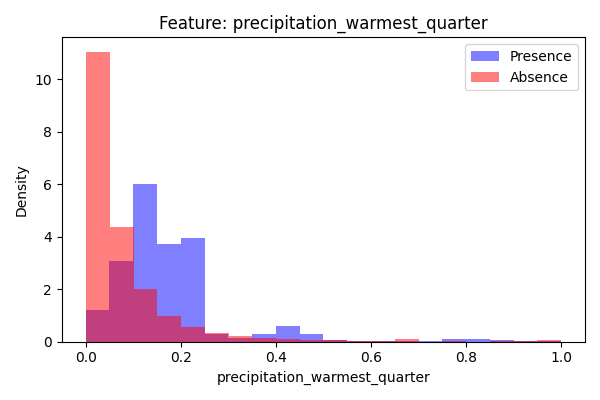 Feature: precipitation_warmest_quarter
Presence
Absence
Density
10
8
6
4
2
0
0.0 0.2 0.4 0.6 0.8 1.0
precipitation_warmest_quarter